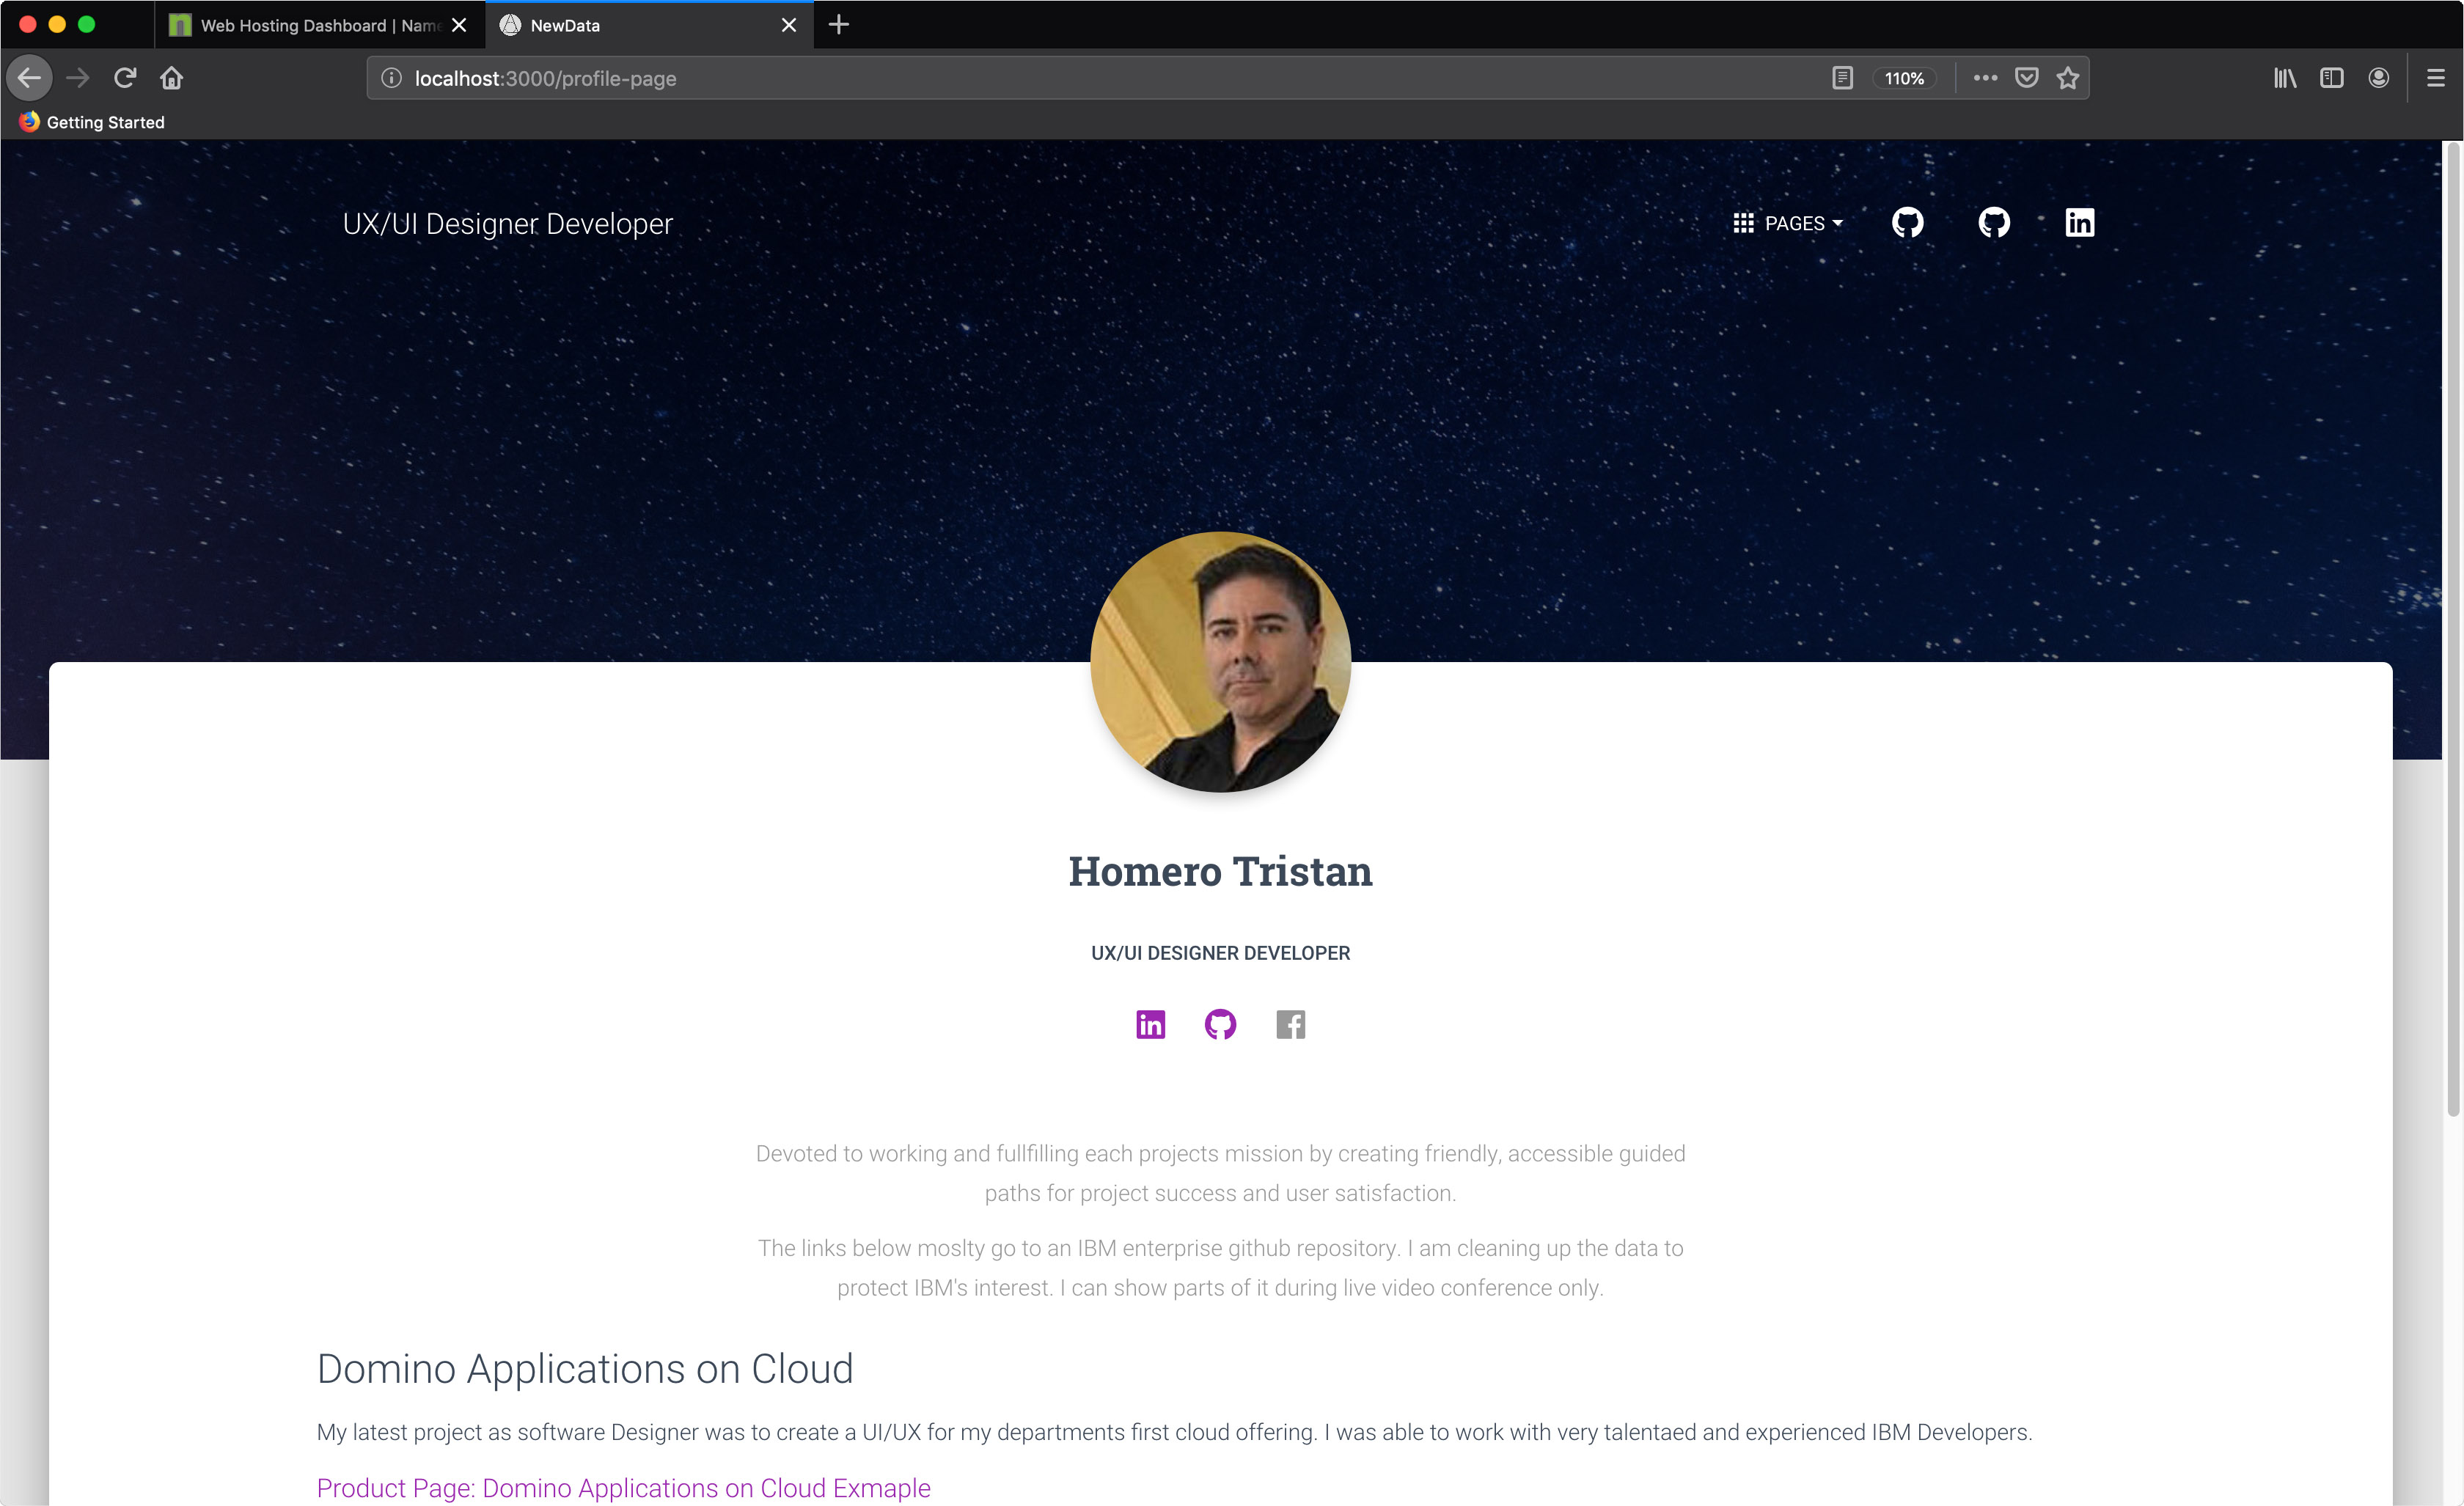 Web Hosting Dashboard | Name
NewData
localhost:3000/profile-page
110%
Getting Started
UX/UI Designer Developer
PAGES
Homero Tristan
UX/UI DESIGNER DEVELOPER
Devoted to working and fullfilling each projects mission by creating friendly, accessible guided
paths for project success and user satisfaction.
The links below moslty go to an IBM enterprise github repository. I am cleaning up the data to
protect IBM's interest. I can show parts of it during live video conference only.
Domino Applications on Cloud
My latest project as software Designer was to create a UI/UX for my departments first cloud offering. I was able to work with very talentaed and experienced IBM Developers.
Product Page: Domino Applications on Cloud Exmaple